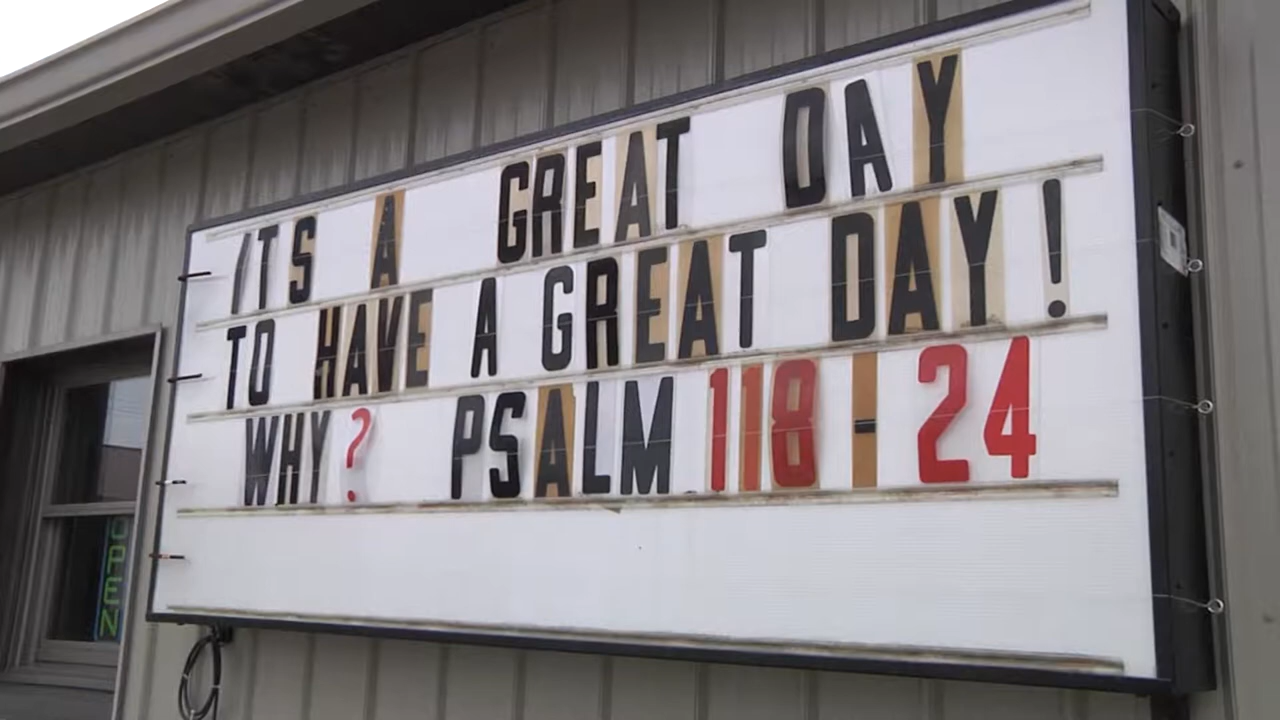 ITS A GREAT DAY
TO HAVE A GREAT DAY!
WHY? PSALM 118-24
OPEN